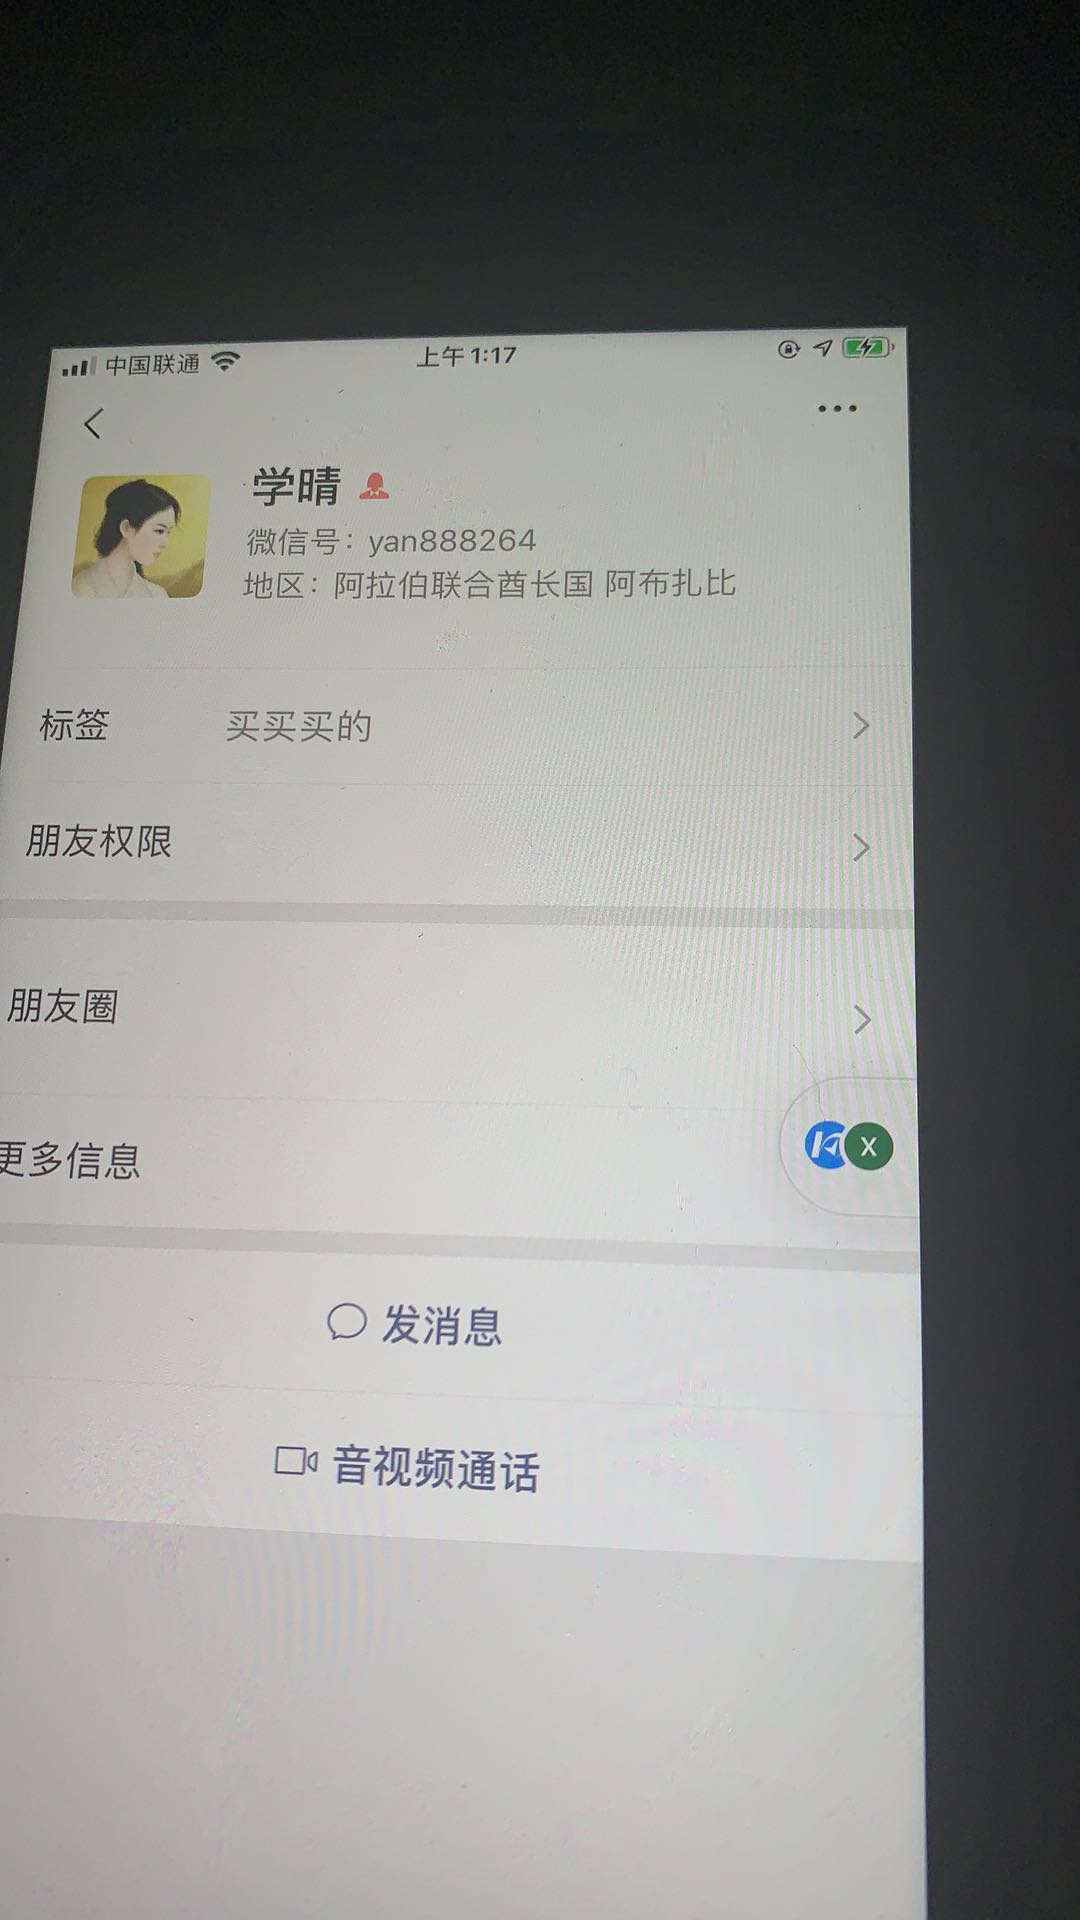 中国联通 上午1:17
学晴
微信号：yan888264
地区：阿拉伯联合酋长国 阿布扎比
标签 买买买的
朋友权限
朋友圈
更多信息
X
发消息
音视频通话